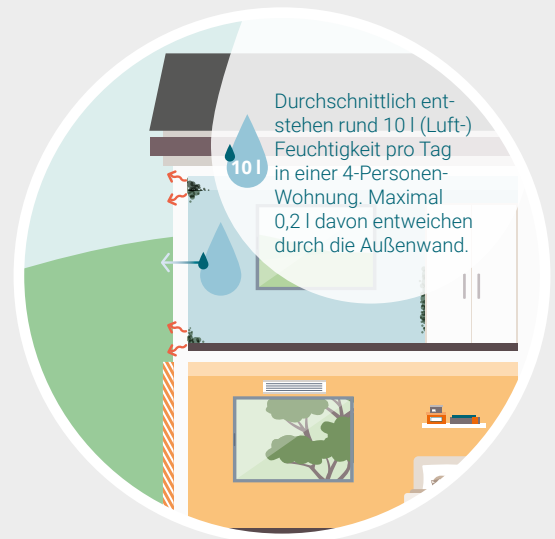 Durchschnittlich ent-
stehen rund 10 l (Luft-)
Feuchtigkeit pro Tag
in einer 4-Personen-
Wohnung. Maximal
0,2 l davon entweichen
durch die Außenwand.
10 l